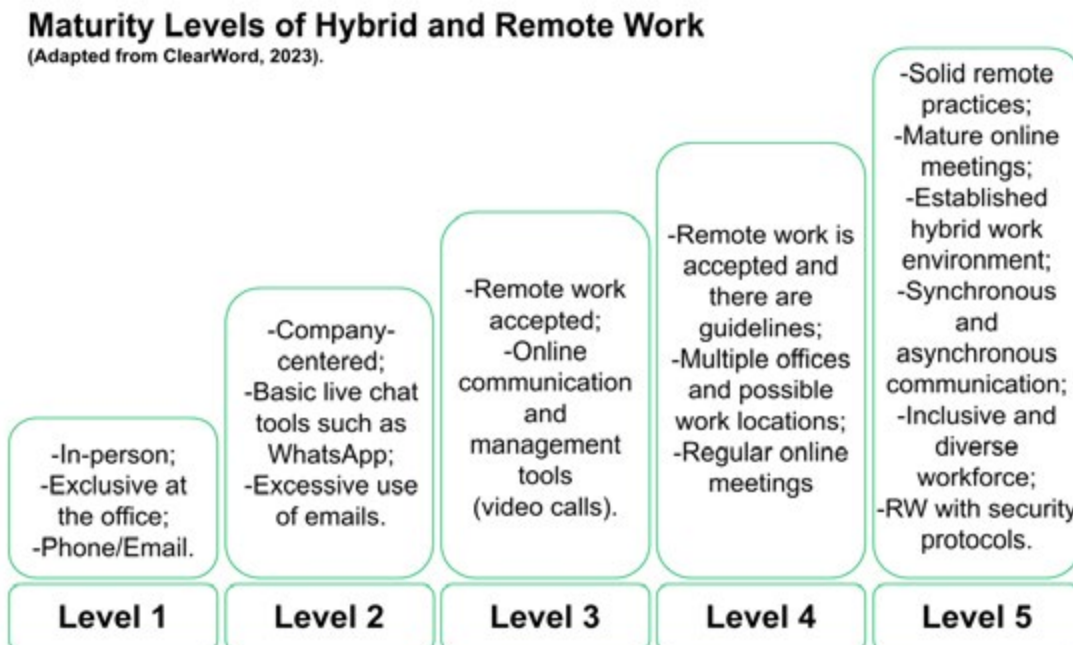 Maturity Levels of Hybrid and Remote Work
(Adapted from ClearWord, 2023).
-In-person;
-Exclusive at
the office;
-Phone/Email.
Level 1
-Company-
centered;
-Basic live chat
tools such as
WhatsApp;
-Excessive use
of emails.
Level 2
-Remote work
accepted;
-Online
communication
and
management
tools
(video calls).
Level 3
-Remote work is
accepted and
there are
guidelines;
-Multiple offices
and possible
work locations;
-Regular online
meetings
Level 4
-Solid remote
practices;
-Mature online
meetings;
-Established
hybrid work
environment;
-Synchronous
and
asynchronous
communication;
-Inclusive and
diverse
workforce;
-RW with security
protocols.
Level 5